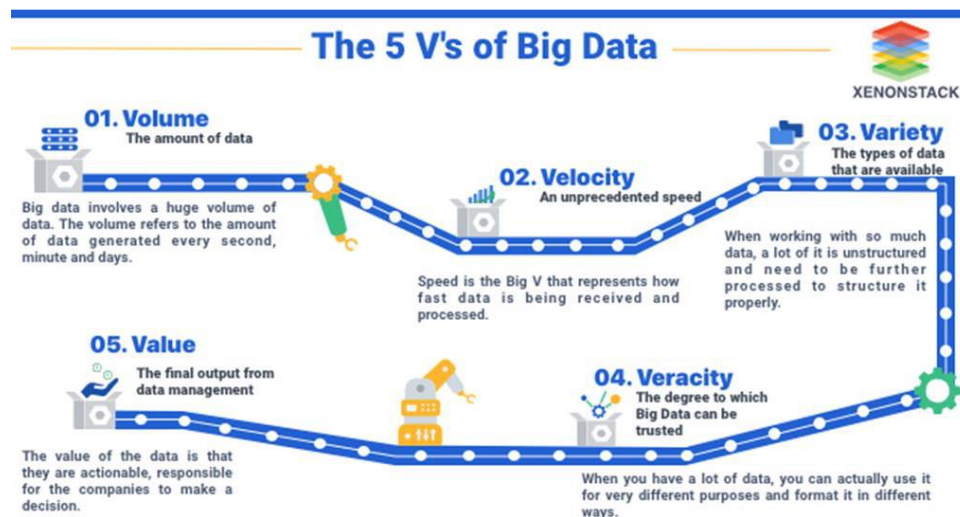 The 5 V's of Big Data
XENONSTACK
01. Volume
The amount of data
Big data involves a huge volume of
data. The volume refers to the amount
of data generated every second,
minute and days.
02. Velocity
An unprecedented speed
Speed is the Big V that represents how
fast data is being received and
processed.
03. Variety
The types of data
that are available
When working with so much
data, a lot of it is unstructured
and need to be further
processed to structure it
properly.
04. Veracity
The degree to which
Big Data can be
trusted
When you have a lot of data, you can actually use it
for very different purposes and format it in different
ways.
05. Value
The final output from
data management
The value of the data is that
they are actionable, responsible
for the companies to make a
decision.